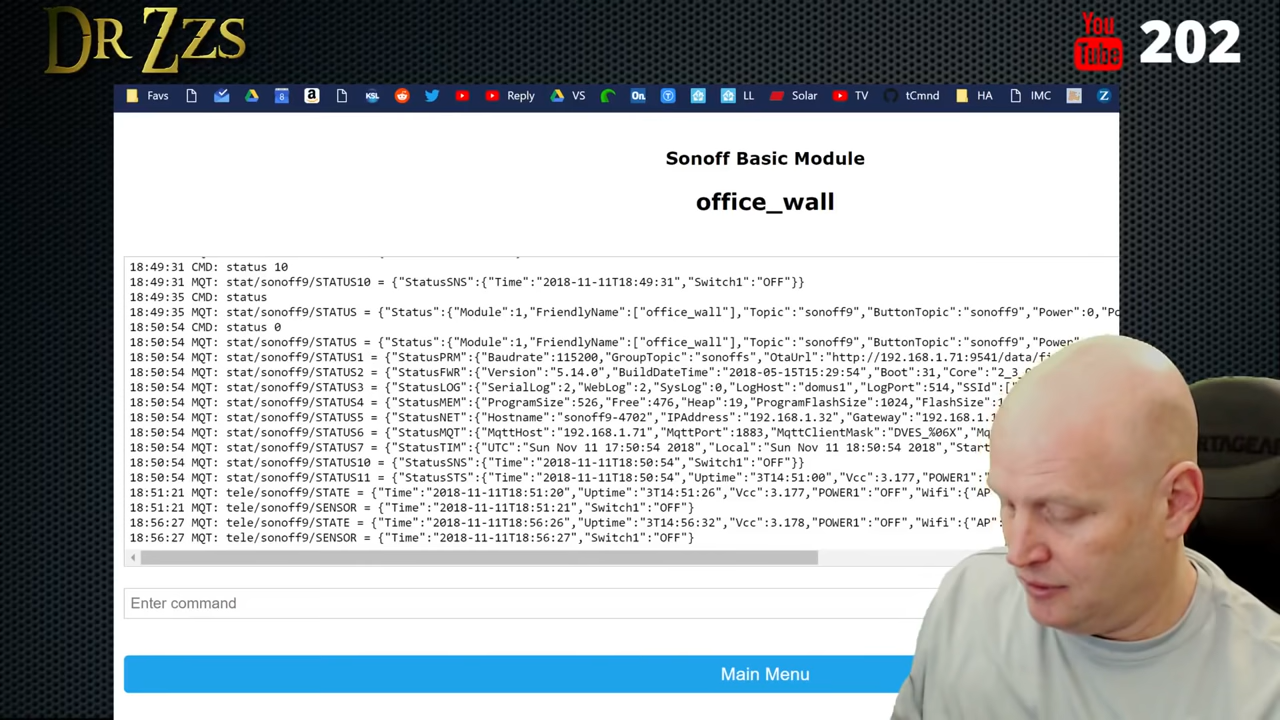 DR ZZS
You
Tube
202
Favs
Reply
VS
On.
LL
Solar
TV
tCmnd
HA
IMC
Sonoff Basic Module
office_wall
18:49:31 CMD: status 10
18:49:31 MQT: stat/sonoff9/STATUS10 = {"StatusSNS":{"Time":"2018-11-11T18:49:31","Switch1":"OFF"}}
18:49:35 CMD: status
18:49:35 MQT: stat/sonoff9/STATUS = {"Status":{"Module":1,"FriendlyName":["office_wall"],"Topic":"sonoff9","ButtonTopic":"sonoff9","Power":0,"Po
18:50:54 CMD: status 0
18:50:54 MQT: stat/sonoff9/STATUS = {"Status":{"Module":1,"FriendlyName":["office_wall"],"Topic":"sonoff9","ButtonTopic":"sonoff9","Power"
18:50:54 MQT: stat/sonoff9/STATUS1 = {"StatusPRM":{"Baudrate":115200,"GroupTopic":"sonoffs","OtaUrl":"http://192.168.1.71:9541/data/fi
18:50:54 MQT: stat/sonoff9/STATUS2 = {"StatusFWR":{"Version":"5.14.0","BuildDateTime":"2018-05-15T15:29:54","Boot":31,"Core":"2_3_0
18:50:54 MQT: stat/sonoff9/STATUS3 = {"StatusLOG":{"SerialLog":2,"WebLog":2,"SysLog":0,"LogHost":"domus1","LogPort":514,"SSID":[
18:50:54 MQT: stat/sonoff9/STATUS4 = {"StatusMEM":{"ProgramSize":526,"Free":476,"Heap":19,"ProgramFlashSize":1024,"FlashSize"
18:50:54 MQT: stat/sonoff9/STATUS5 = {"StatusNET":{"Hostname":"sonoff9-4702","IPAddress":"192.168.1.32","Gateway":"192.168.1
18:50:54 MQT: stat/sonoff9/STATUS6 = {"StatusMQT":{"MqttHost":"192.168.1.71","MqttPort":1883,"MqttClientMask":"DVES_%06X","Mq
18:50:54 MQT: stat/sonoff9/STATUS7 = {"StatusTIM":{"UTC":"Sun Nov 11 17:50:54 2018","Local":"Sun Nov 11 18:50:54 2018","Start
18:50:54 MQT: stat/sonoff9/STATUS10 = {"StatusSNS":{"Time":"2018-11-11T18:50:54","Switch1":"OFF"}}
18:50:54 MQT: stat/sonoff9/STATUS11 = {"StatusSTS":{"Time":"2018-11-11T18:50:54","Uptime":"3T14:51:00","Vcc":3.177,"POWER1":"
18:51:21 MQT: tele/sonoff9/STATE = {"Time":"2018-11-11T18:51:20","Uptime":"3T14:51:26","Vcc":3.177,"POWER1":"OFF","Wifi":{"AP"
18:51:21 MQT: tele/sonoff9/SENSOR = {"Time":"2018-11-11T18:51:21","Switch1":"OFF"}
18:56:27 MQT: tele/sonoff9/STATE = {"Time":"2018-11-11T18:56:26","Uptime":"3T14:56:32","Vcc":3.178,"POWER1":"OFF","Wifi":{"AP":
18:56:27 MQT: tele/sonoff9/SENSOR = {"Time":"2018-11-11T18:56:27","Switch1":"OFF"}
Enter command
Main Menu